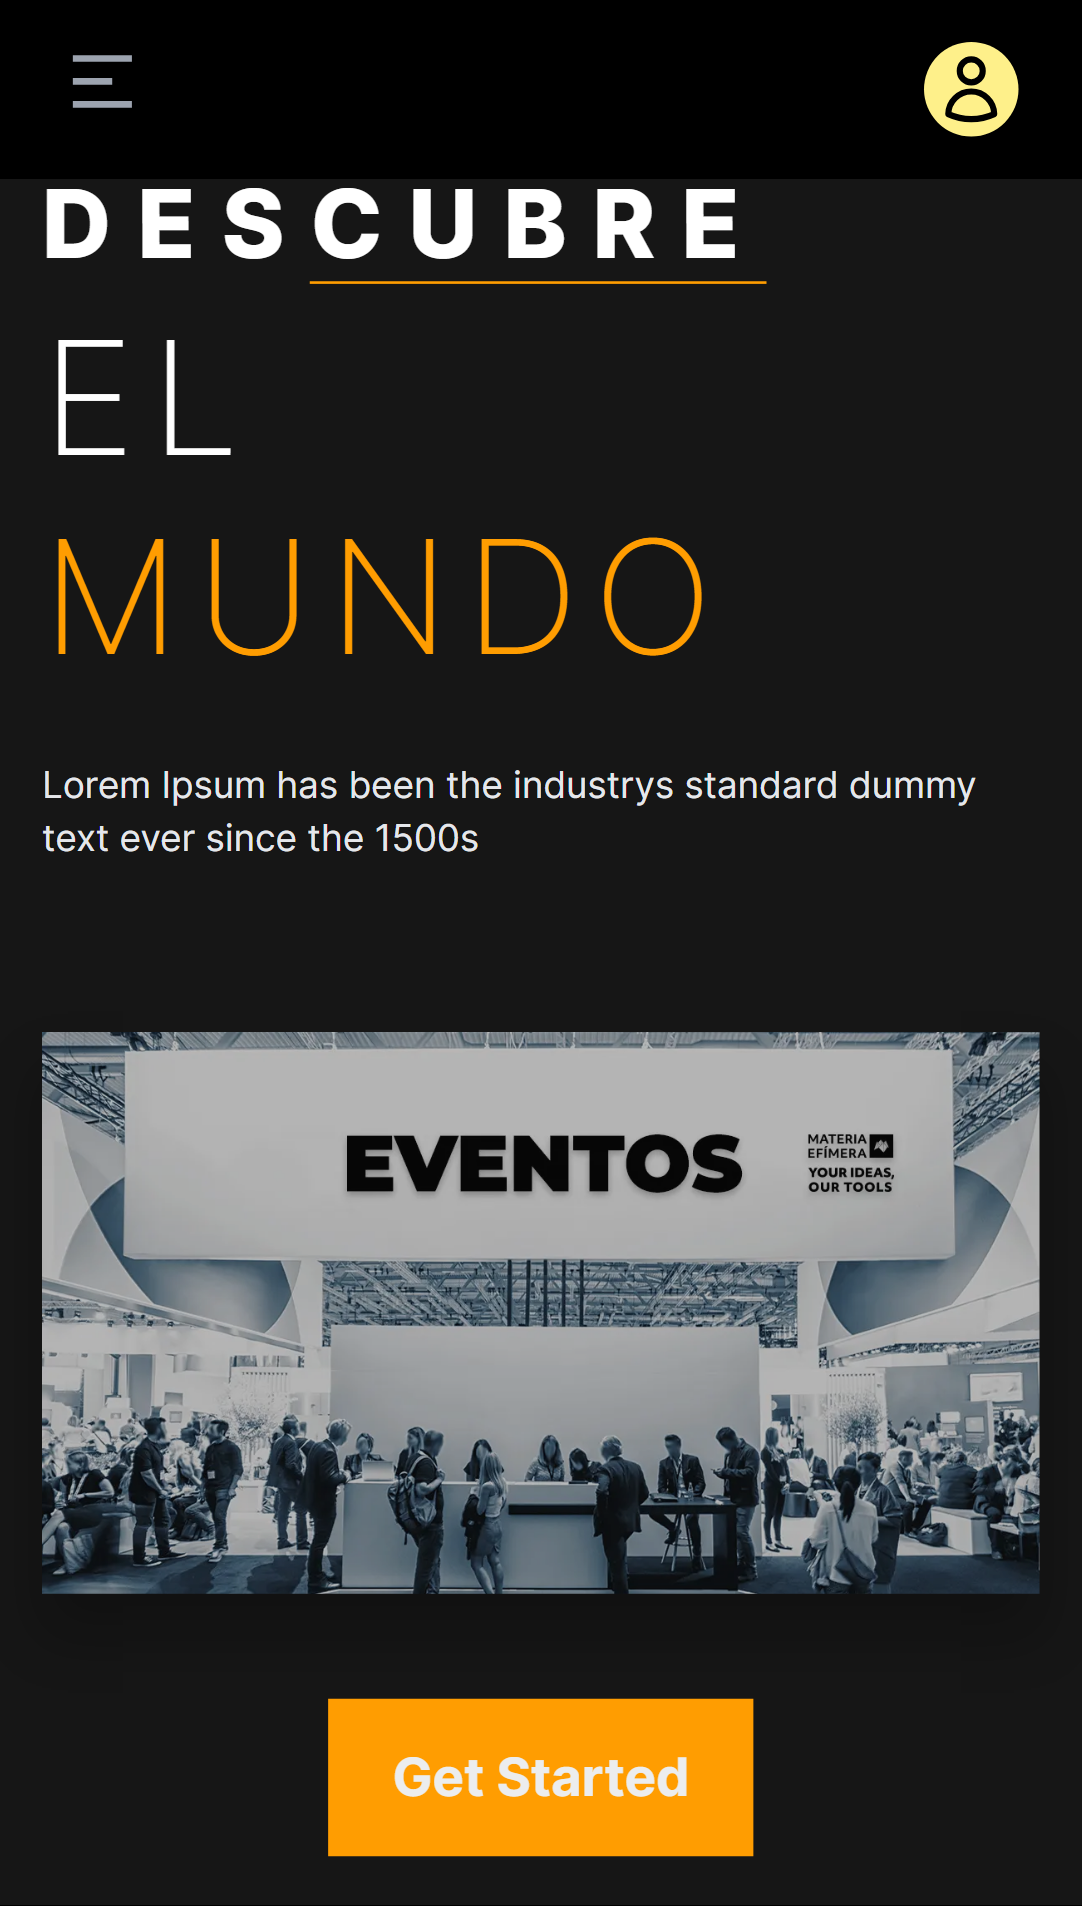 DESCUBRE
EL
MUNDO
Lorem Ipsum has been the industrys standard dummy
text ever since the 1500s
EVENTOS
MATERIA
EFÍMERA
YOUR IDEAS,
OUR TOOLS
Get Started